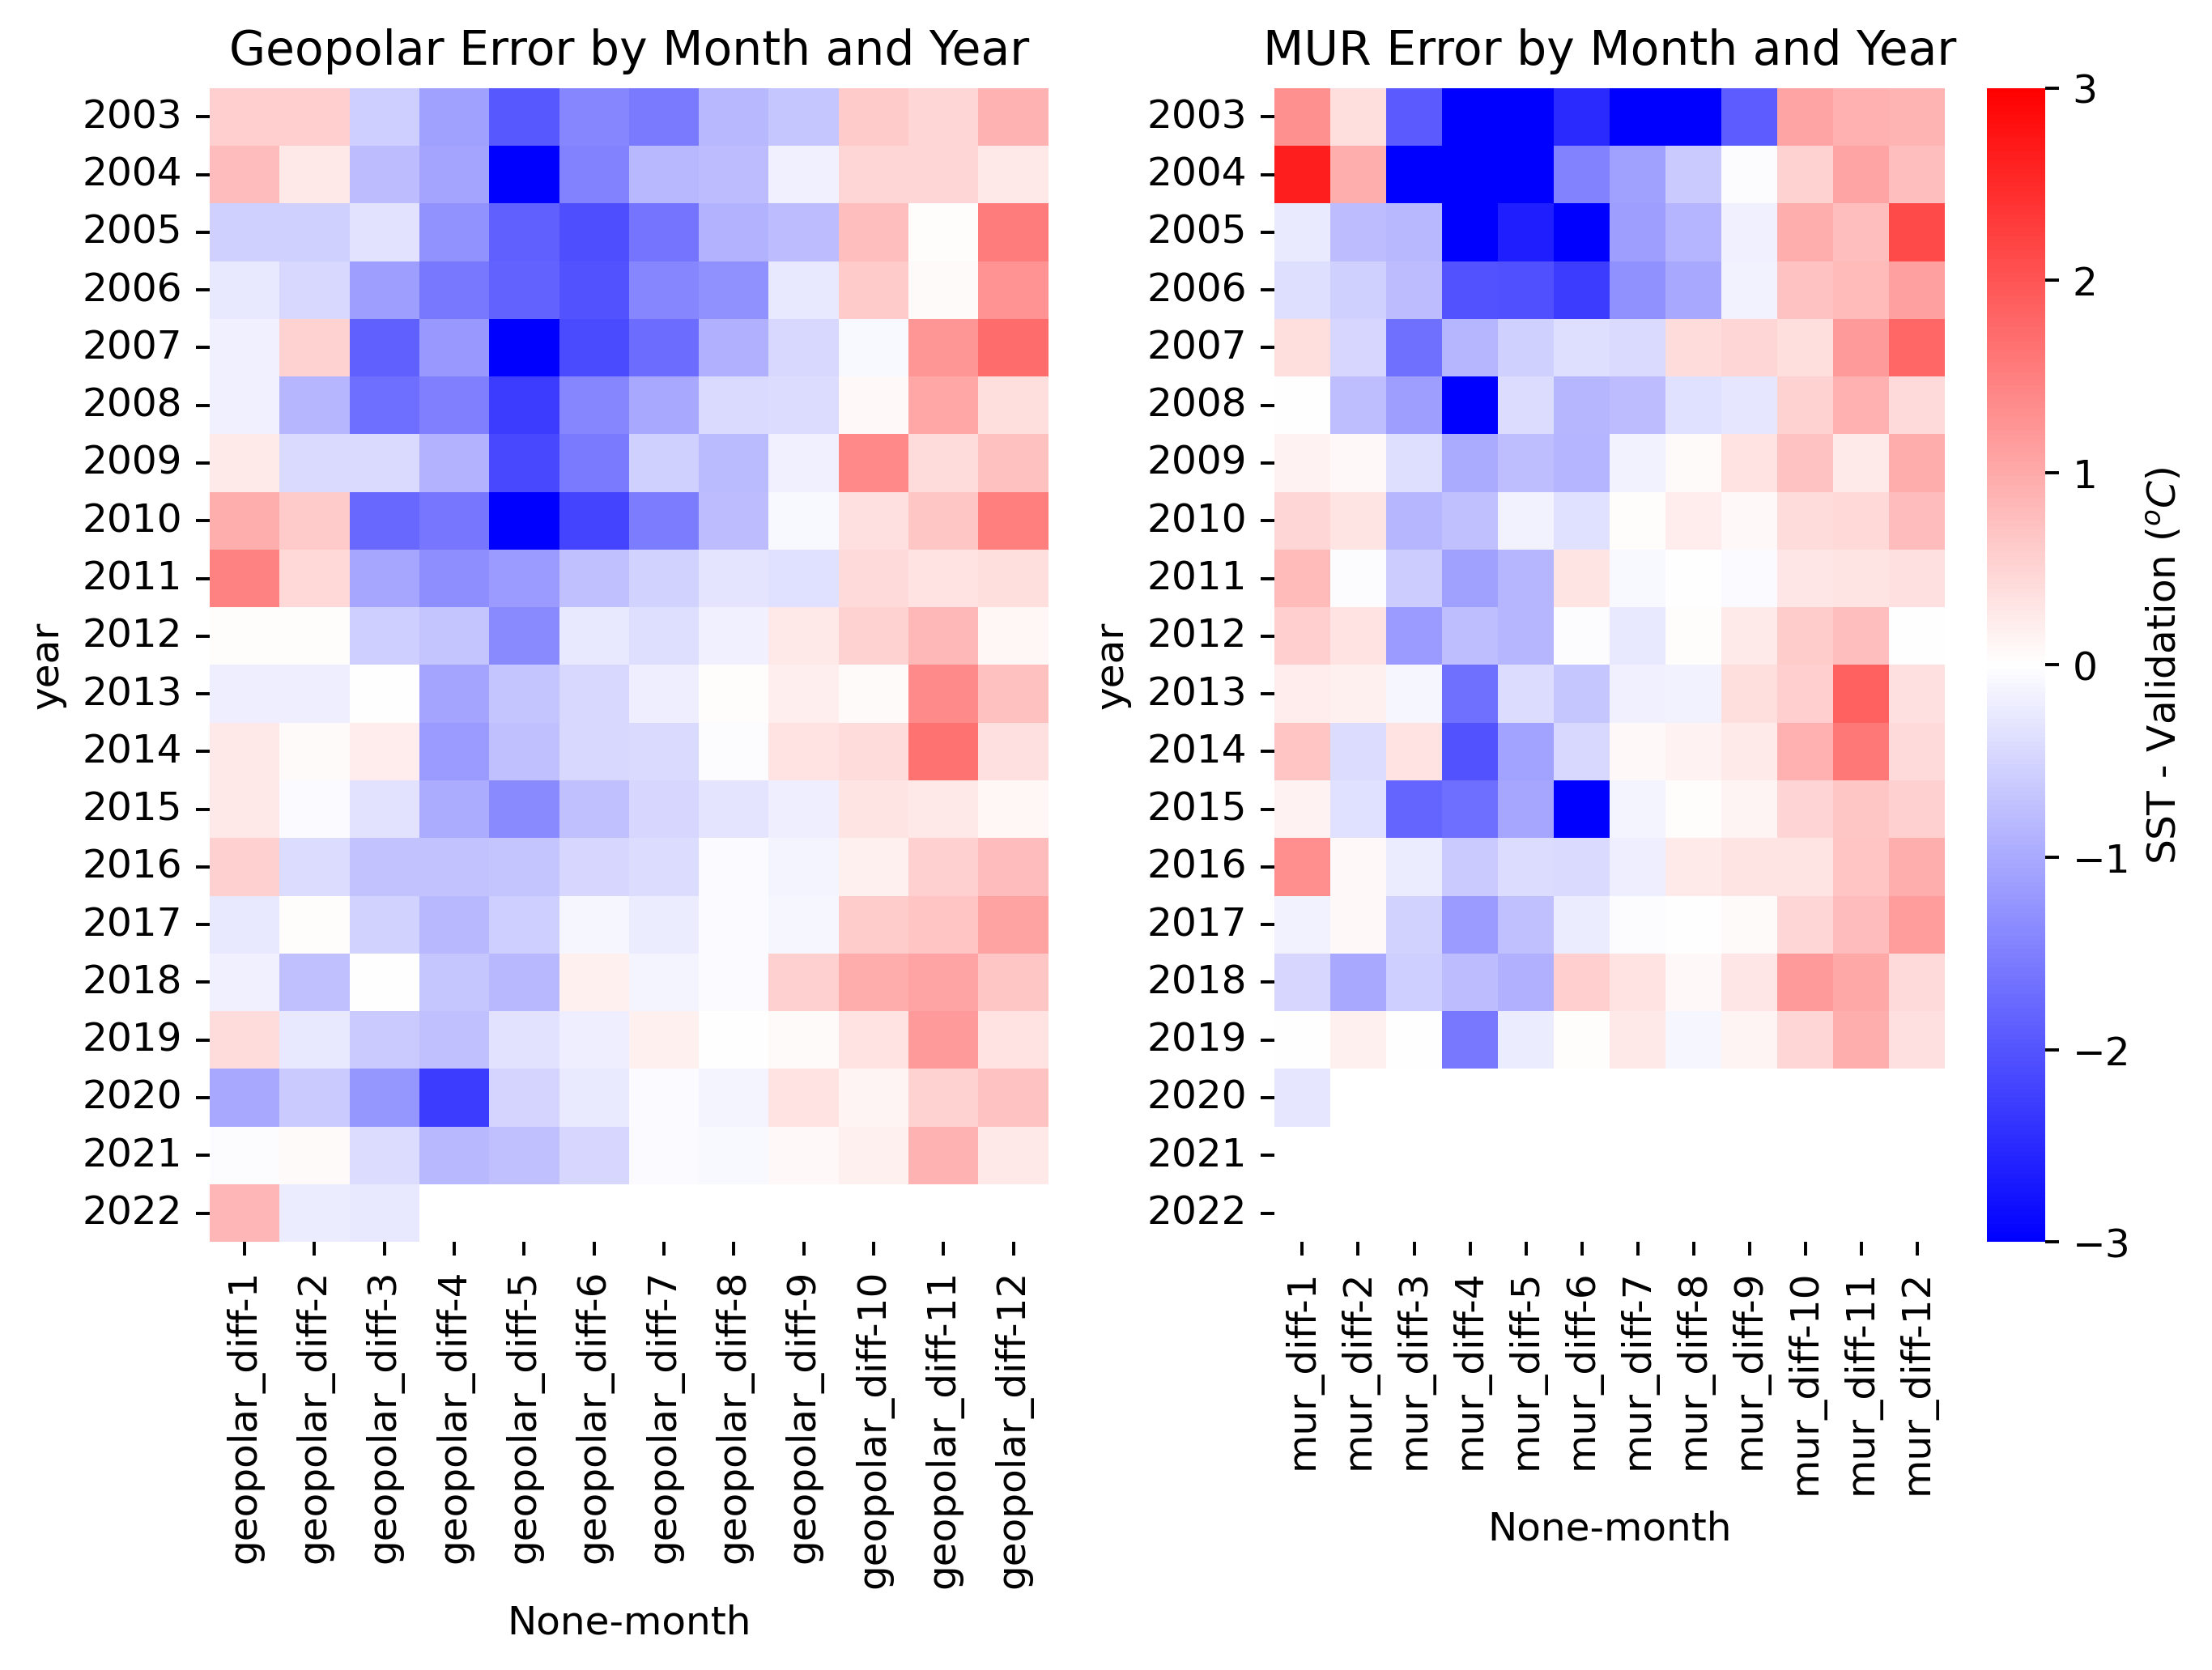 Geopolar Error by Month and Year
year
2003
2004
2005
2006
2007
2008
2009
2010
2011
2012
2013
2014
2015
2016
2017
2018
2019
2020
2021
2022
geopolar_diff-1
geopolar_diff-2
geopolar_diff-3
geopolar_diff-4
geopolar_diff-5
geopolar_diff-6
geopolar_diff-7
geopolar_diff-8
geopolar_diff-9
geopolar_diff-10
geopolar_diff-11
geopolar_diff-12
None-month
MUR Error by Month and Year
year
2003
2004
2005
2006
2007
2008
2009
2010
2011
2012
2013
2014
2015
2016
2017
2018
2019
2020
2021
2022
mur_diff-1
mur_diff-2
mur_diff-3
mur_diff-4
mur_diff-5
mur_diff-6
mur_diff-7
mur_diff-8
mur_diff-9
mur_diff-10
mur_diff-11
mur_diff-12
None-month
3
2
1
0
−1
−2
−3
SST - Validation (°C)